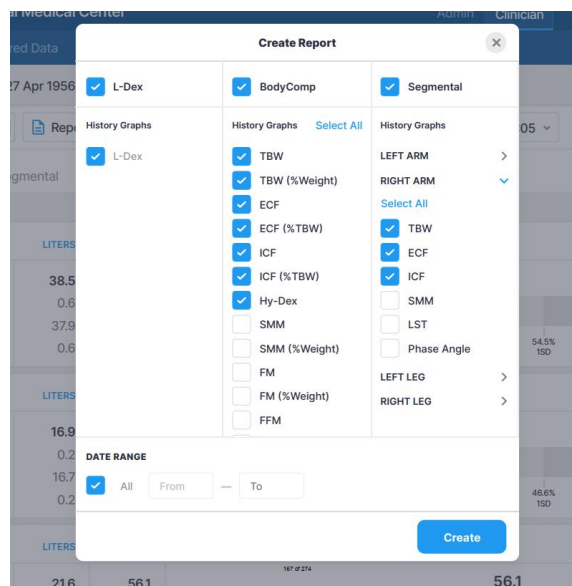 al Medical Center
Admin Clinician
red Data
Create Report
27 Apr 1956
L-Dex BodyComp Segmental
Repo
05
History Graphs
L-Dex
gmental
History Graphs Select All
TBW
TBW (%Weight)
ECF
ECF (%TBW)
ICF
ICF (%TBW)
Hy-Dex
SMM
SMM (%Weight)
FM
FM (%Weight)
FFM
History Graphs
LEFT ARM
RIGHT ARM
Select All
TBW
ECF
ICF
SMM
LST
Phase Angle
LEFT LEG
RIGHT LEG
LITERS
38.5
0.6
37.9
0.6
54.5%
1SD
LITERS
16.9
0.2
16.7
0.2
46.6%
1SD
DATE RANGE
All From — To
Create
LITERS
167 of 274
21.6 56.1 56.1